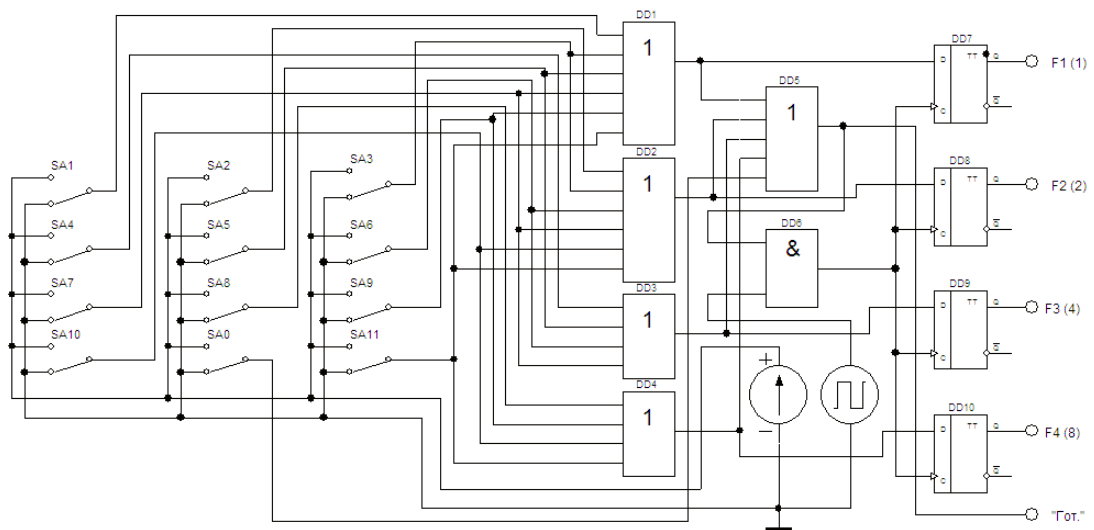 DD1
1
DD7
D
TT
Q
F1 (1)
C
Q
DD5
1
DD2
1
DD8
D
TT
Q
F2 (2)
C
Q
SA1
SA2
SA3
SA4
SA5
SA6
DD6
&
SA7
SA8
SA9
DD3
1
DD9
D
TT
Q
F3 (4)
C
Q
SA10
SA0
SA11
+
−
DD4
1
DD10
D
TT
Q
F4 (8)
C
Q
"Гот."